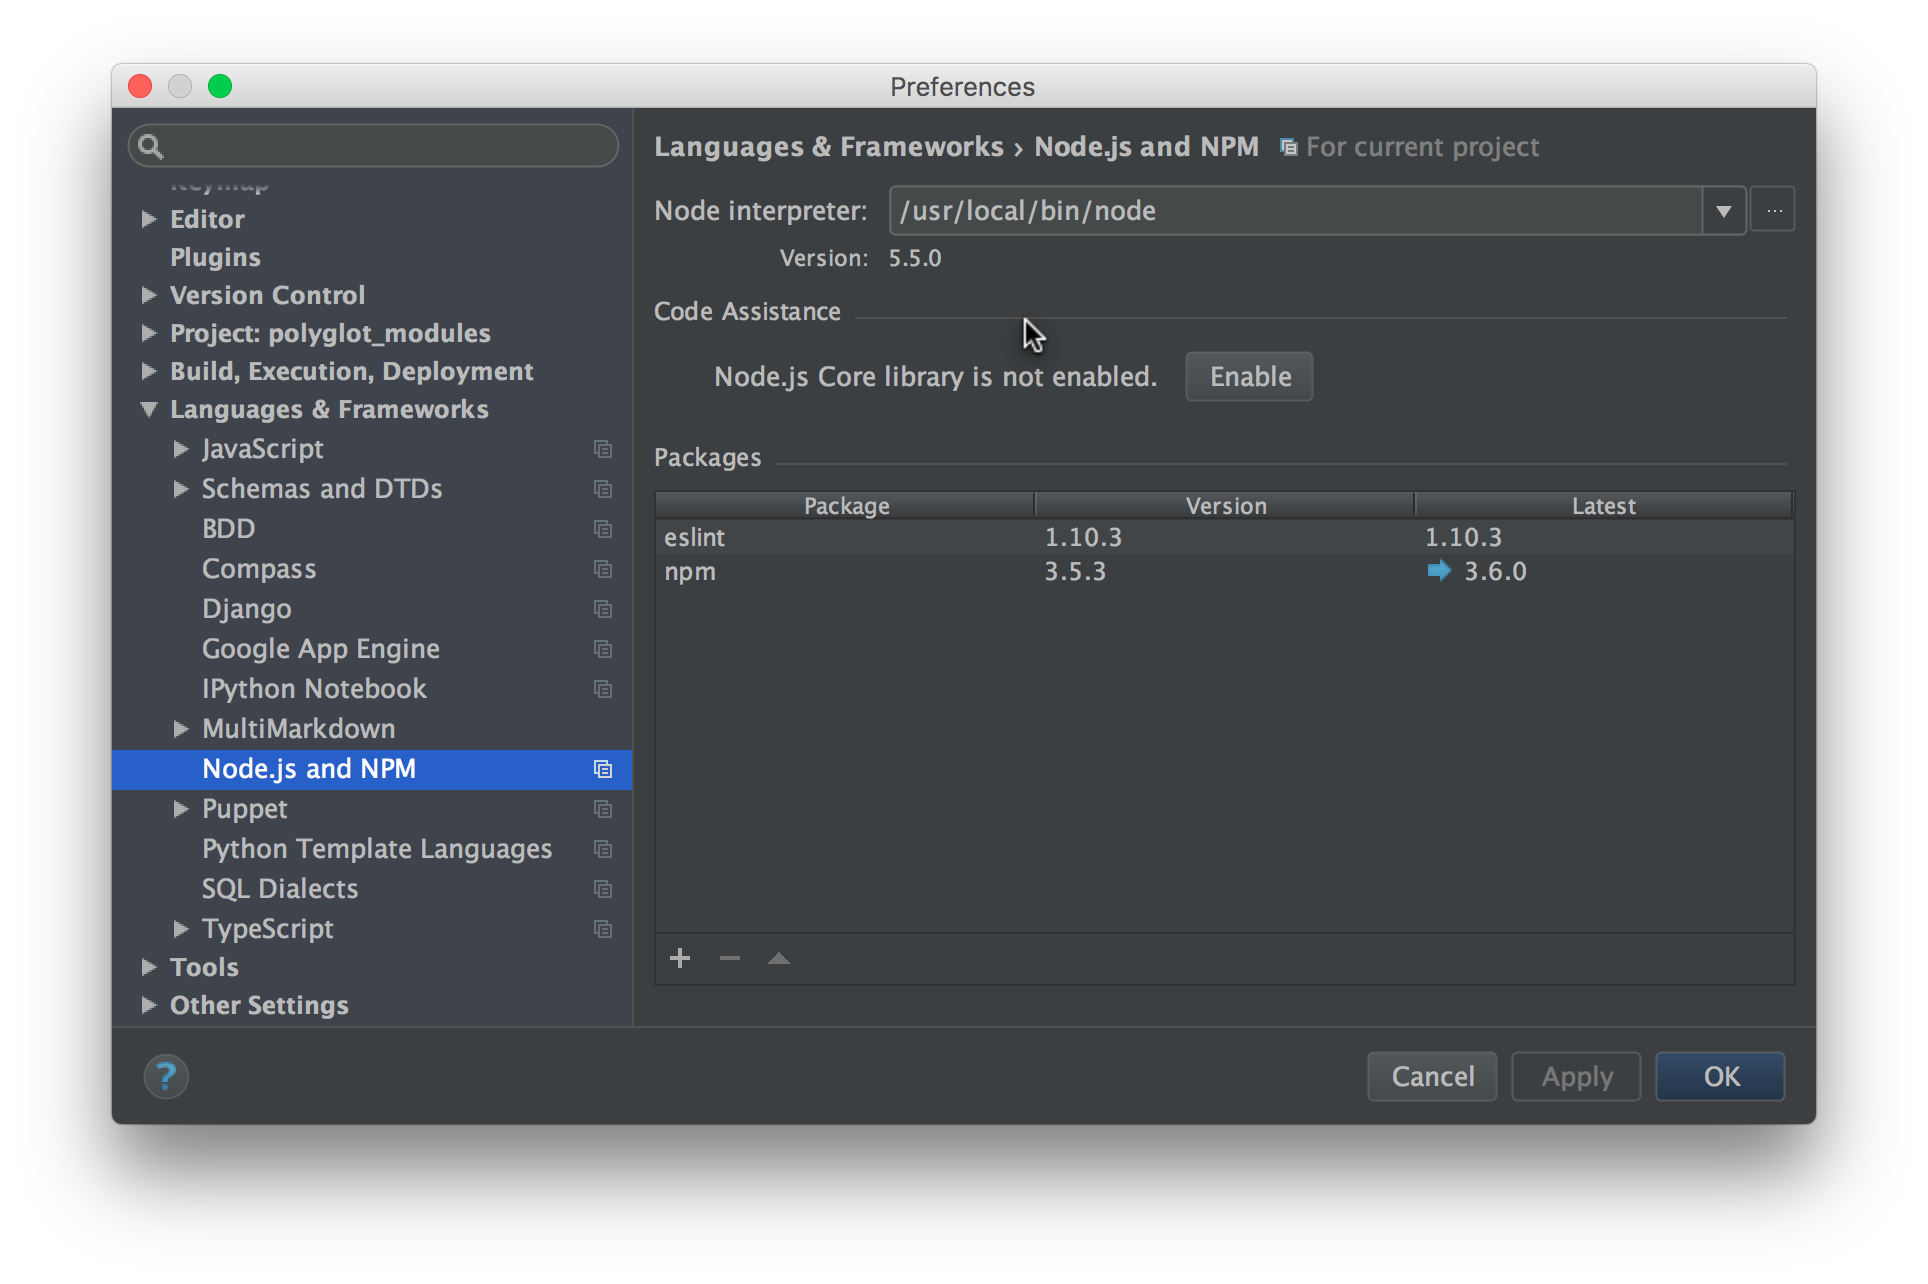 Preferences
Keymap
Editor
Plugins
Version Control
Project: polyglot_modules
Build, Execution, Deployment
Languages & Frameworks
JavaScript
Schemas and DTDs
BDD
Compass
Django
Google App Engine
IPython Notebook
MultiMarkdown
Node.js and NPM
Puppet
Python Template Languages
SQL Dialects
TypeScript
Tools
Other Settings
Languages & Frameworks › Node.js and NPM For current project
Node interpreter: /usr/local/bin/node ...
Version: 5.5.0
Code Assistance
Node.js Core library is not enabled. Enable
Packages
Package Version Latest
eslint 1.10.3 1.10.3
npm 3.5.3 3.6.0
? Cancel Apply OK